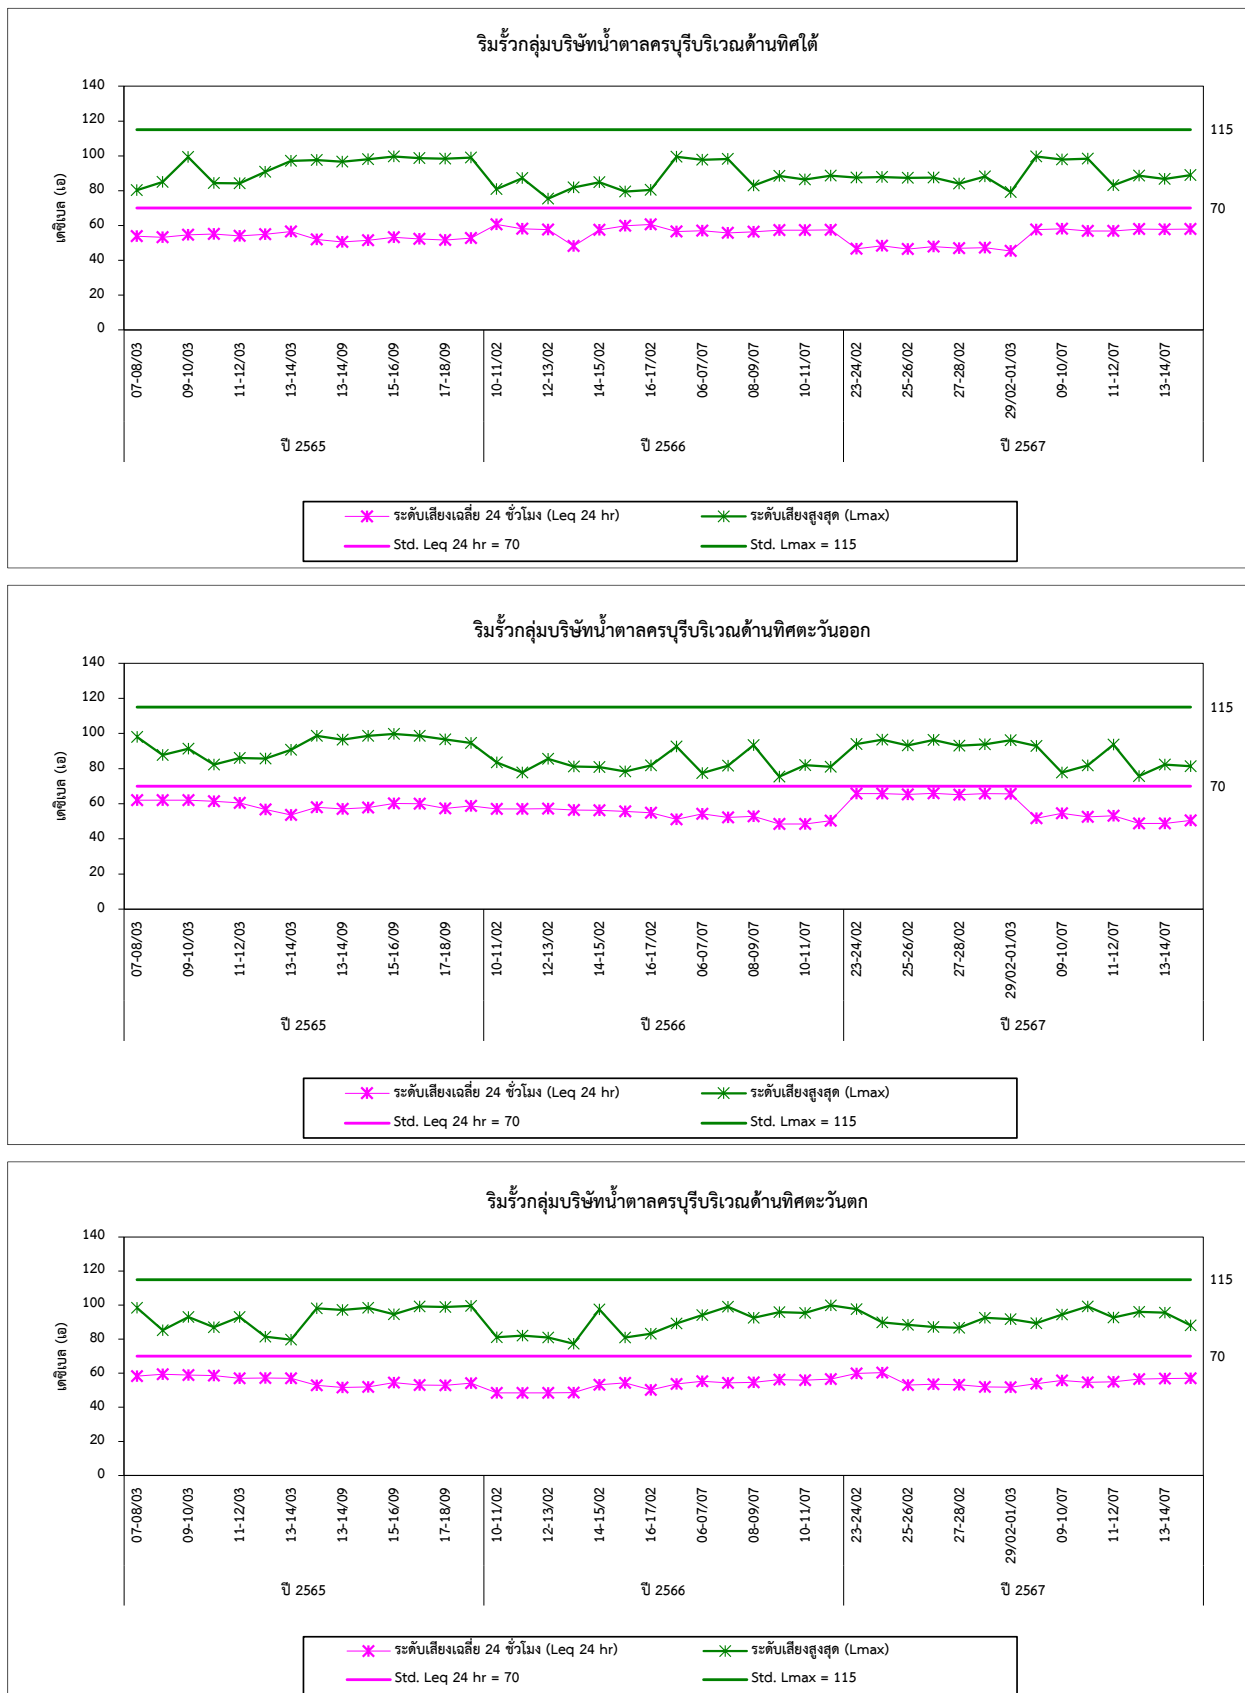 ริมรั้วกลุ่มบริษัทน้ำตาลครบุรีบริเวณด้านทิศใต้
เดซิเบล (เอ)
140
120
100
80
60
40
20
0
115
70
07-08/03 09-10/03 11-12/03 13-14/03 13-14/09 15-16/09 17-18/09 10-11/02 12-13/02 14-15/02 16-17/02 06-07/07 08-09/07 10-11/07 23-24/02 25-26/02 27-28/02 29/02-01/03 09-10/07 11-12/07 13-14/07
ปี 2565 ปี 2566 ปี 2567
ระดับเสียงเฉลี่ย 24 ชั่วโมง (Leq 24 hr) ระดับเสียงสูงสุด (Lmax)
Std. Leq 24 hr = 70 Std. Lmax = 115
ริมรั้วกลุ่มบริษัทน้ำตาลครบุรีบริเวณด้านทิศตะวันออก
เดซิเบล (เอ)
140
120
100
80
60
40
20
0
115
70
07-08/03 09-10/03 11-12/03 13-14/03 13-14/09 15-16/09 17-18/09 10-11/02 12-13/02 14-15/02 16-17/02 06-07/07 08-09/07 10-11/07 23-24/02 25-26/02 27-28/02 29/02-01/03 09-10/07 11-12/07 13-14/07
ปี 2565 ปี 2566 ปี 2567
ระดับเสียงเฉลี่ย 24 ชั่วโมง (Leq 24 hr) ระดับเสียงสูงสุด (Lmax)
Std. Leq 24 hr = 70 Std. Lmax = 115
ริมรั้วกลุ่มบริษัทน้ำตาลครบุรีบริเวณด้านทิศตะวันตก
เดซิเบล (เอ)
140
120
100
80
60
40
20
0
115
70
07-08/03 09-10/03 11-12/03 13-14/03 13-14/09 15-16/09 17-18/09 10-11/02 12-13/02 14-15/02 16-17/02 06-07/07 08-09/07 10-11/07 23-24/02 25-26/02 27-28/02 29/02-01/03 09-10/07 11-12/07 13-14/07
ปี 2565 ปี 2566 ปี 2567
ระดับเสียงเฉลี่ย 24 ชั่วโมง (Leq 24 hr) ระดับเสียงสูงสุด (Lmax)
Std. Leq 24 hr = 70 Std. Lmax = 115